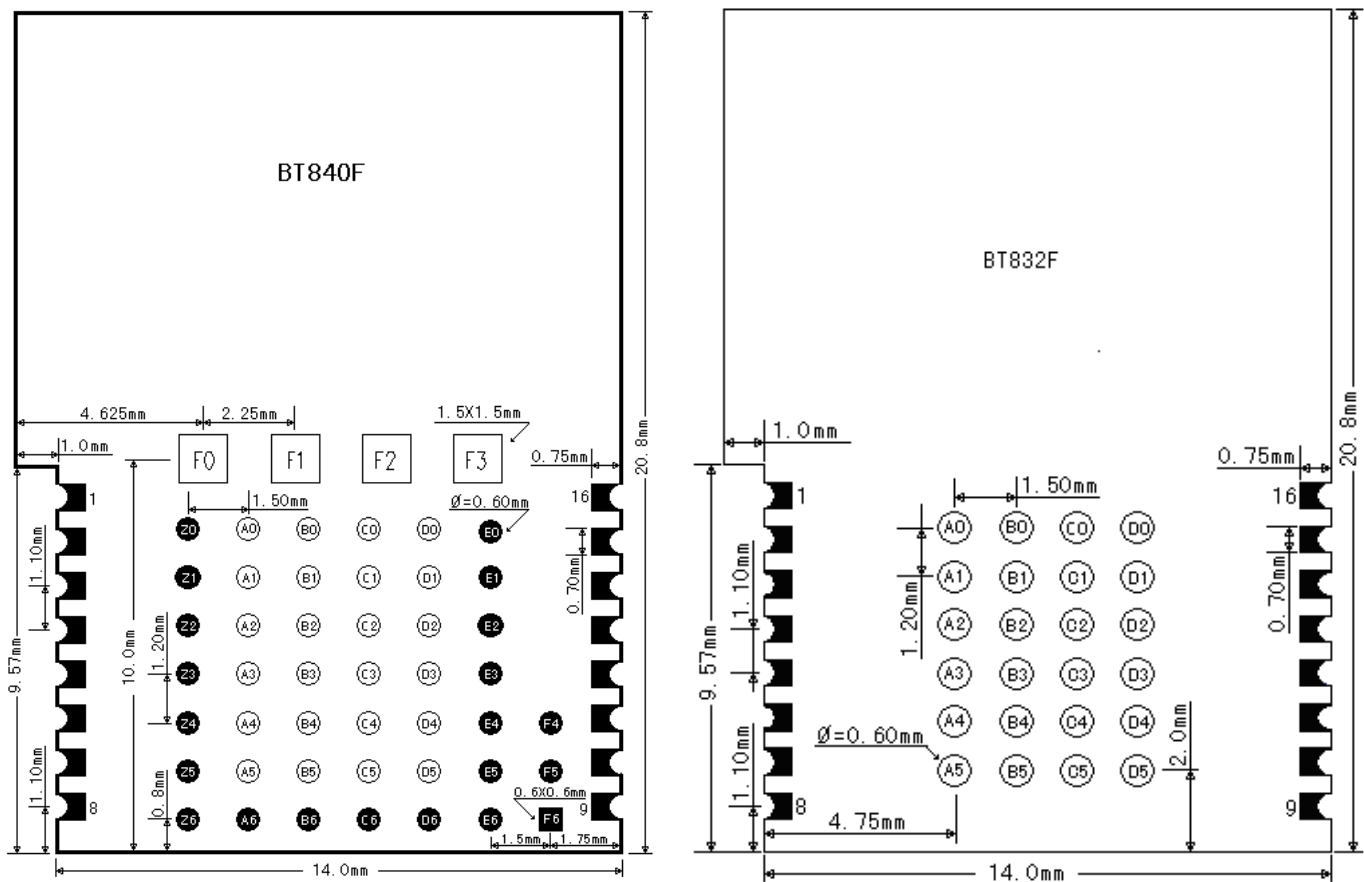 BT840F
4.625mm
2.25mm
1.5X1.5mm
1.0mm
F0 F1 F2 F3
0.75mm
20.8mm
1
1.50mm
Ø=0.60mm
16
Z0 A0 B0 C0 D0 E0
1.10mm
10.0mm
0.70mm
Z1 A1 B1 C1 D1 E1
Z2 A2 B2 C2 D2 E2
1.20mm
9.57mm
Z3 A3 B3 C3 D3 E3
Z4 A4 B4 C4 D4 E4 F4
Z5 A5 B5 C5 D5 E5 F5
1.10mm
0.8mm
0.6X0.6mm
8
9
Z6 A6 B6 C6 D6 E6 F6
1.5mm
1.75mm
14.0mm
BT832F
1.0mm
20.8mm
0.75mm
1
1.50mm
16
A0 B0 C0 D0
1.10mm
1.20mm
0.70mm
A1 B1 C1 D1
A2 B2 C2 D2
9.57mm
A3 B3 C3 D3
A4 B4 C4 D4
Ø=0.60mm
2.0mm
A5 B5 C5 D5
1.10mm
8
9
4.75mm
14.0mm